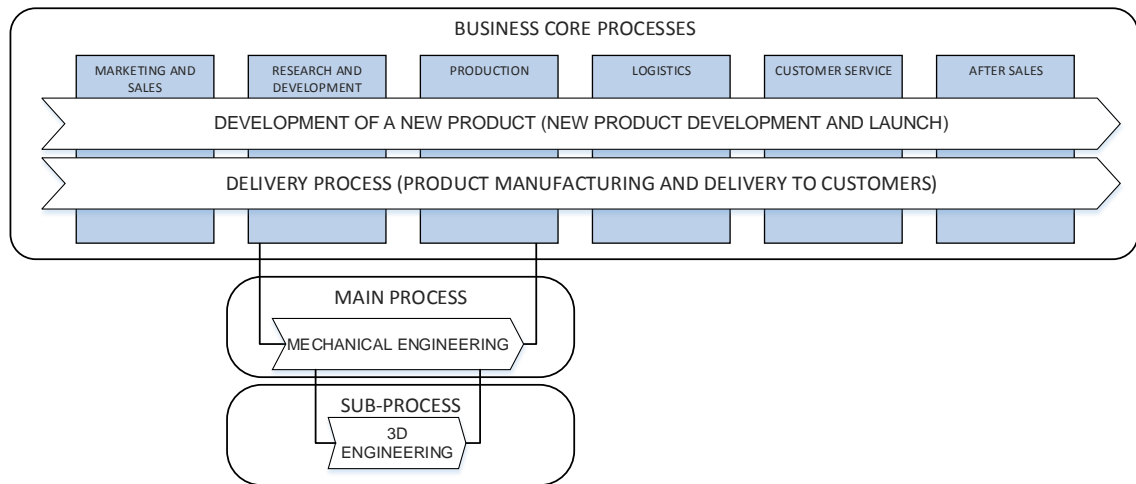 BUSINESS CORE PROCESSES
MARKETING AND
SALES
RESEARCH AND
DEVELOPMENT
PRODUCTION
LOGISTICS
CUSTOMER SERVICE
AFTER SALES
DEVELOPMENT OF A NEW PRODUCT (NEW PRODUCT DEVELOPMENT AND LAUNCH)
DELIVERY PROCESS (PRODUCT MANUFACTURING AND DELIVERY TO CUSTOMERS)
MAIN PROCESS
MECHANICAL ENGINEERING
SUB-PROCESS
3D
ENGINEERING